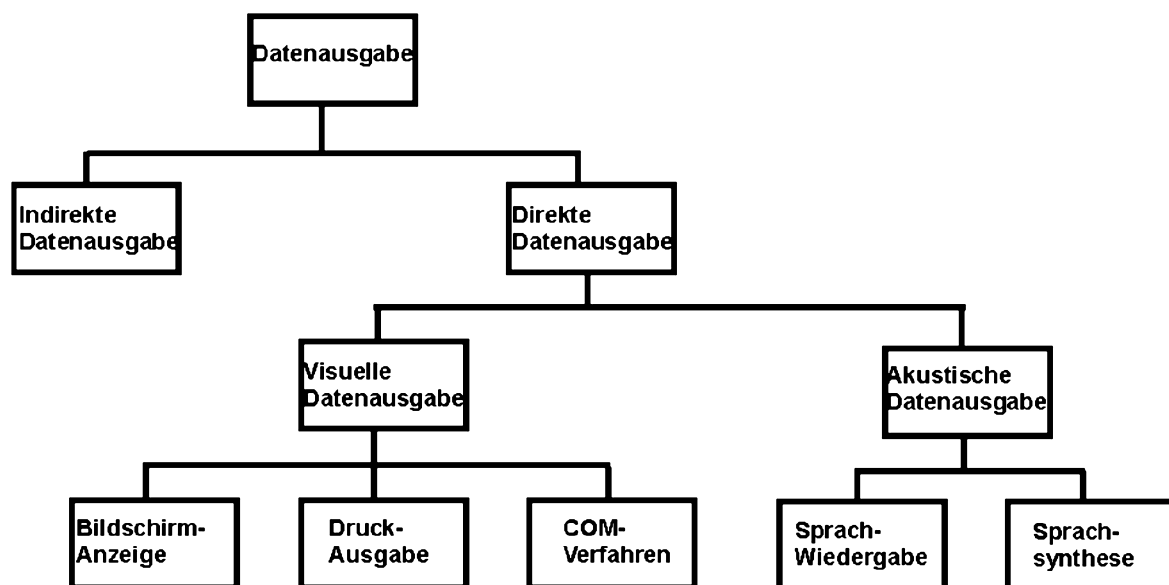 Datenausgabe
Indirekte
Datenausgabe
Direkte
Datenausgabe
Visuelle
Datenausgabe
Akustische
Datenausgabe
Bildschirm-
Anzeige
Druck-
Ausgabe
COM-
Verfahren
Sprach-
Wiedergabe
Sprach-
synthese